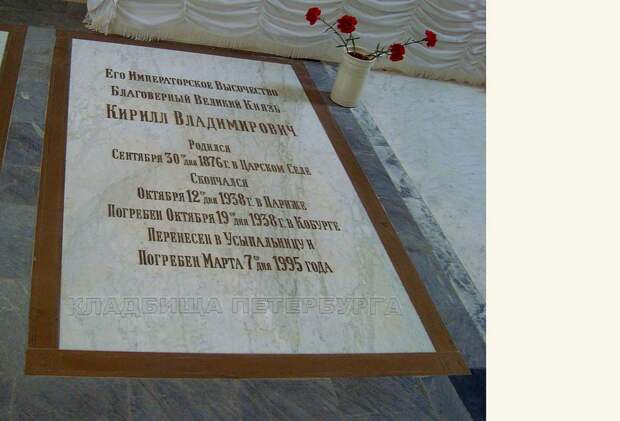 Его Императорское Высочество
Благоверный Великий Князь
Кирилл Владимирович
Родился
Сентября 30го дня 1876 г. в Царском Селе
Скончался
Октября 12го дня 1938 г. в Париже
Погребен Октября 19го дня 1938 г. в Кобурге
Перенесен в Усыпальницу и
Погребен Марта 7го дня 1995 года
КЛАДБИЩА ПЕТЕРБУРГА